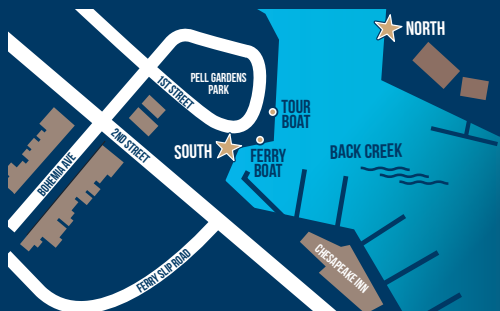 NORTH
PELL GARDENS
PARK
1ST STREET
TOUR
BOAT
2ND STREET
SOUTH
FERRY
BOAT
BACK CREEK
BOHEMIA AVE
FERRY SLIP ROAD
CHESAPEAKE INN